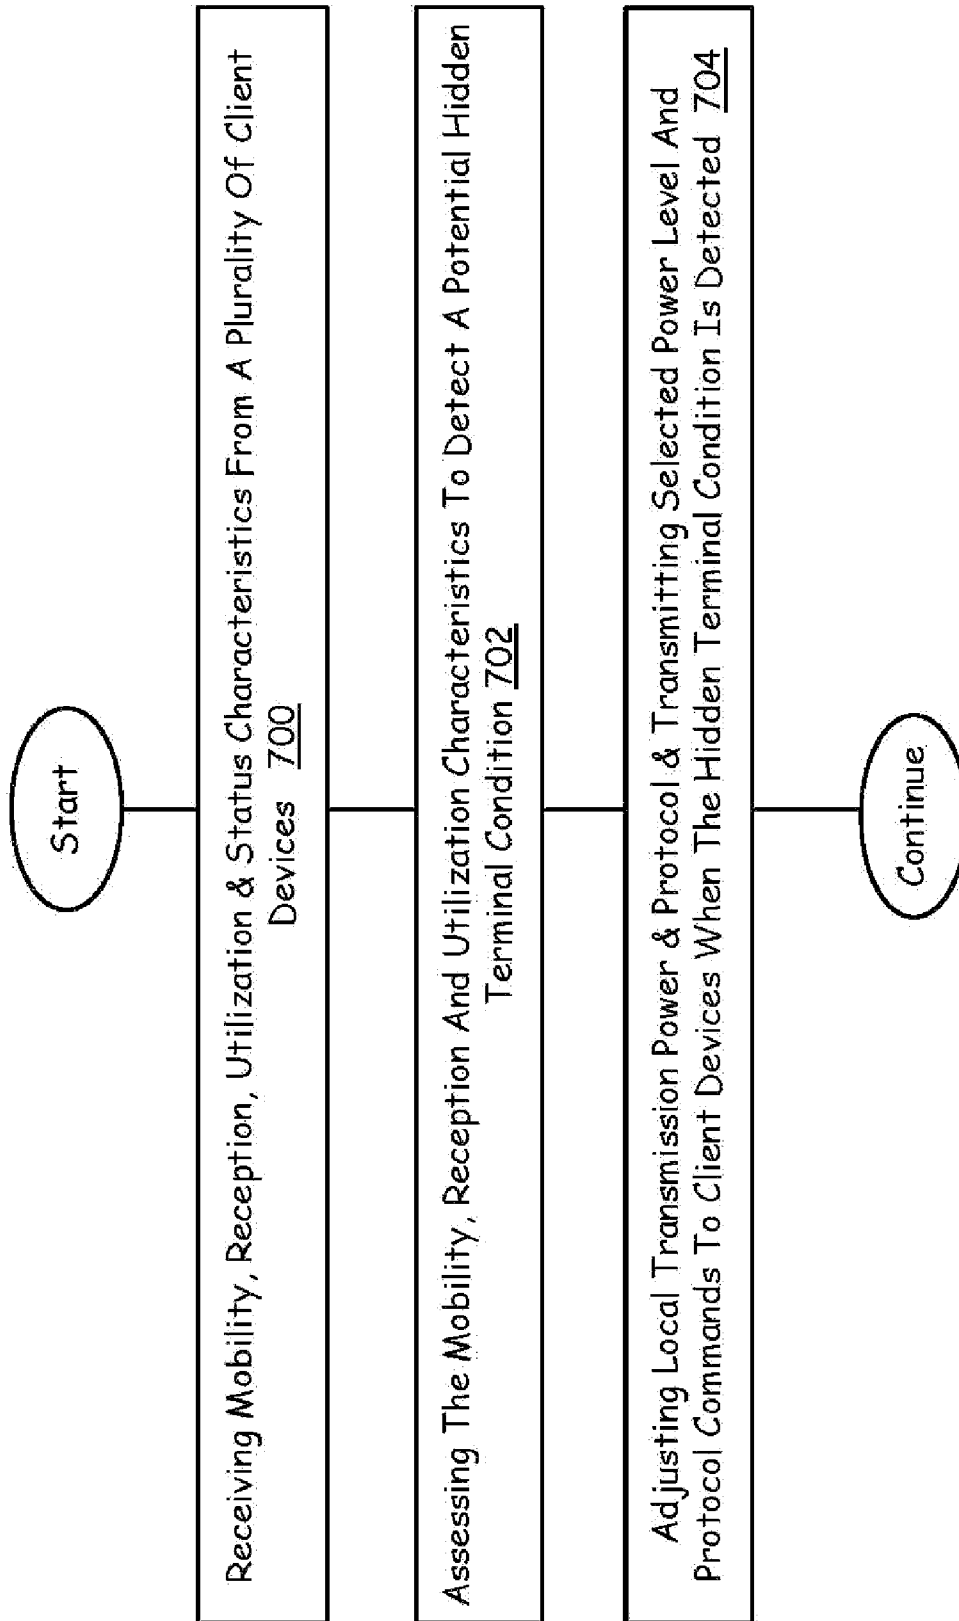 Start
Receiving Mobility, Reception, Utilization & Status Characteristics From A Plurality Of Client
Devices 700
Assessing The Mobility, Reception And Utilization Characteristics To Detect A Potential Hidden
Terminal Condition 702
Adjusting Local Transmission Power & Protocol & Transmitting Selected Power Level And
Protocol Commands To Client Devices When The Hidden Terminal Condition Is Detected 704
Continue